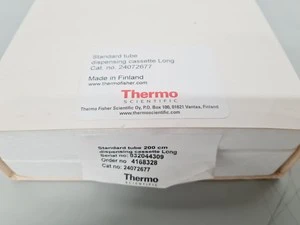 Standard tube
dispensing cassette Long
Cat. no. 24072677
Made in Finland
www.thermofisher.com
Thermo
SCIENTIFIC
Thermo Fisher Scientific Oy, P.O. Box 100, 01621 Vantaa, Finland
www.thermoscientific.com
Standard tube 200 cm
dispensing cassette Long
Serial no: 832044309
Order no: 4168328
Cat no: 24072677
Thermo
SCIENTIFIC